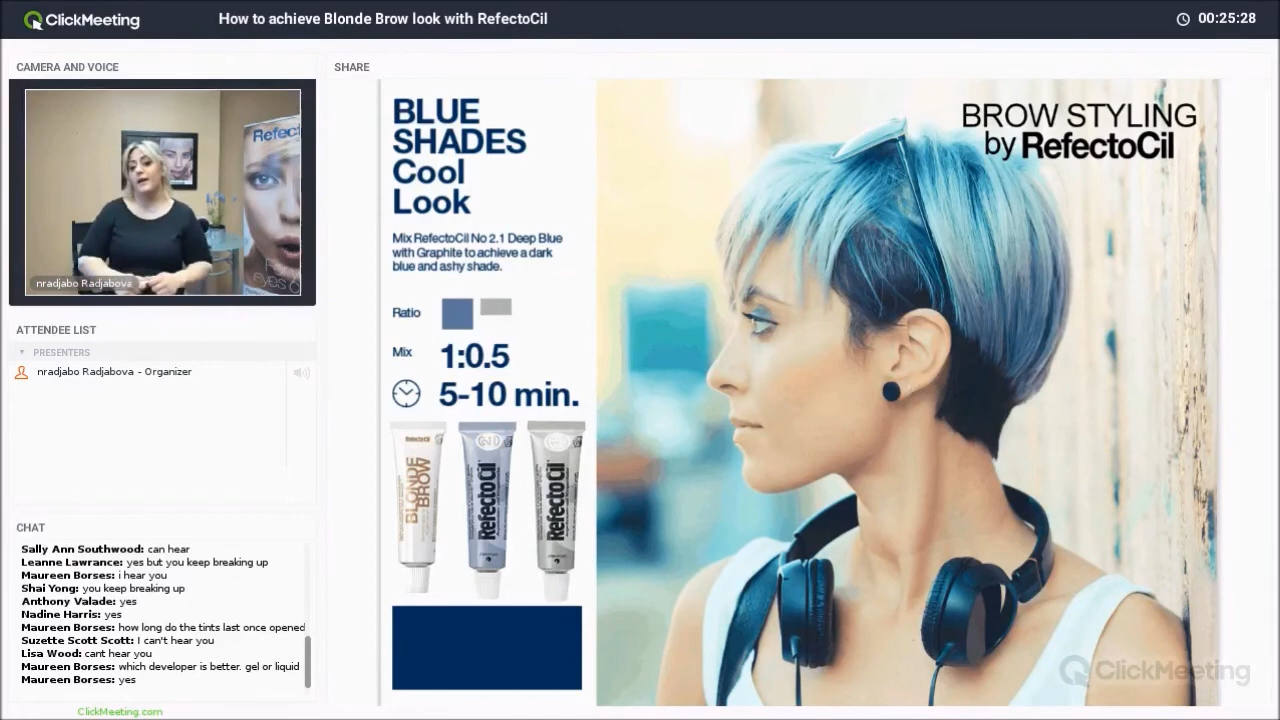 ClickMeeting
How to achieve Blonde Brow look with RefectoCil
00:25:28
CAMERA AND VOICE
Refect
nradjabo Radjabova
ATTENDEE LIST
PRESENTERS
nradjabo Radjabova - Organizer
CHAT
Sally Ann Southwood: can hear
Leanne Lawrance: yes but you keep breaking up
Maureen Borses: i hear you
Shai Yong: you keep breaking up
Anthony Valade: yes
Nadine Harris: yes
Maureen Borses: how long do the tints last once opened
Suzette Scott Scott: I can't hear you
Lisa Wood: cant hear you
Maureen Borses: which developer is better. gel or liquid
Maureen Borses: yes
ClickMeeting.com
SHARE
BLUE
SHADES
Cool
Look
Mix RefectoCil No 2.1 Deep Blue
with Graphite to achieve a dark
blue and ashy shade.
Ratio
Mix
1:0.5
5-10 min.
RefectoCil
BLONDE
BROW
RefectoCil
RefectoCil
BROW STYLING
by RefectoCil
ClickMeeting